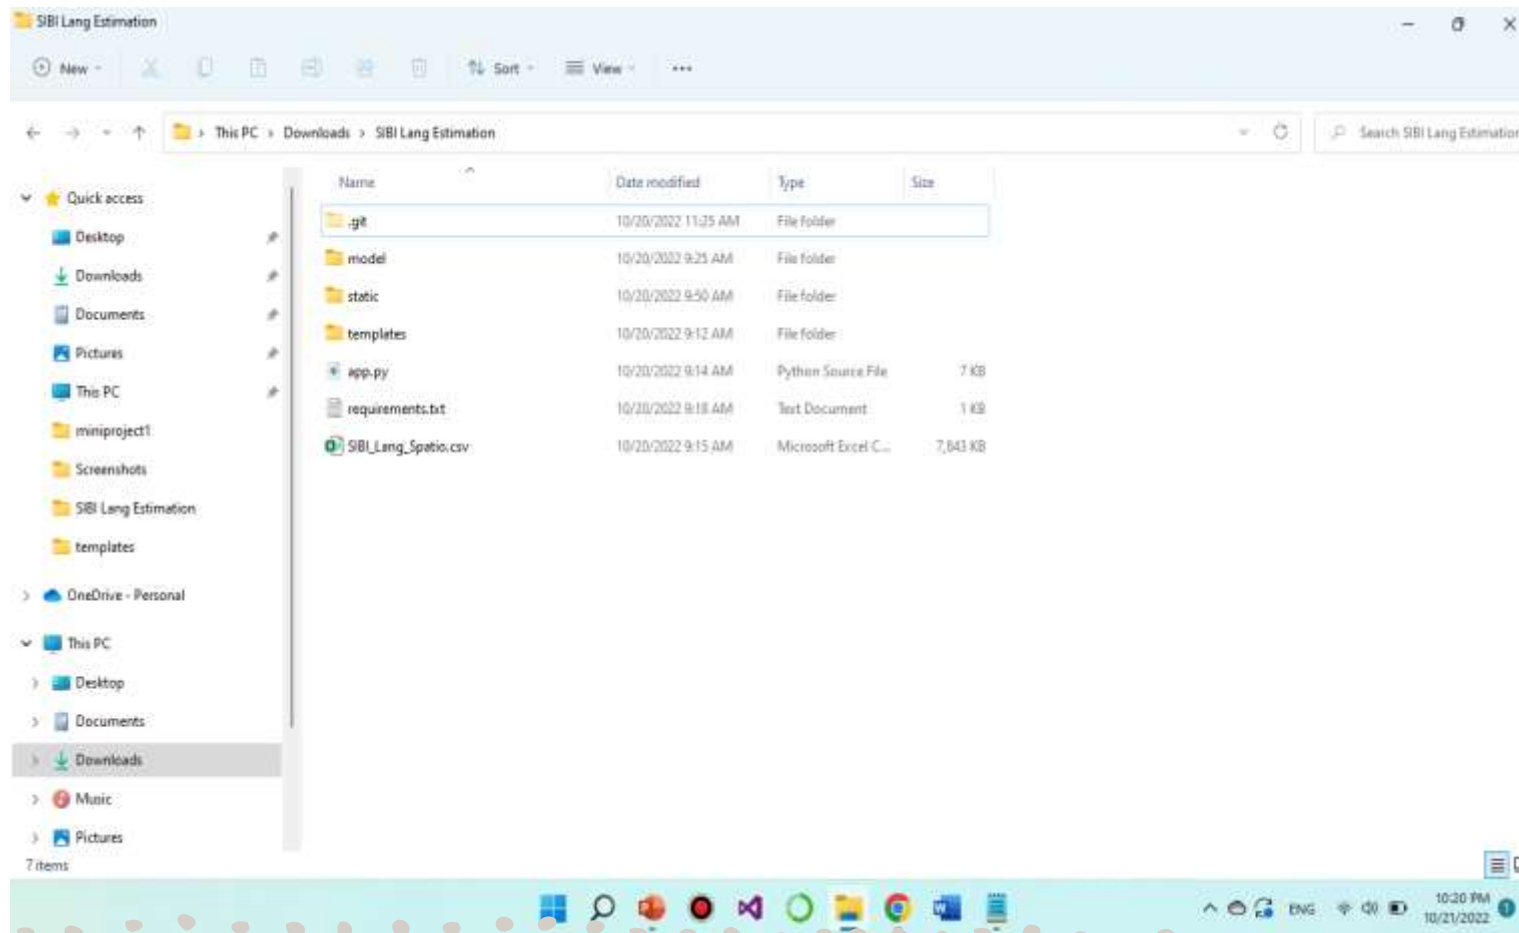 SIBI Lang Estimation
New
Sort
View
This PC > Downloads > SIBI Lang Estimation
Search SIBI Lang Estimation
Name Date modified Type Size
Quick access
Desktop
Downloads
Documents
Pictures
This PC
miniproject1
Screenshots
SIBI Lang Estimation
templates
OneDrive - Personal
This PC
Desktop
Documents
Downloads
Music
Pictures
.git 10/20/2022 11:25 AM File folder
model 10/20/2022 9:25 AM File folder
static 10/20/2022 9:50 AM File folder
templates 10/20/2022 9:12 AM File folder
app.py 10/20/2022 9:14 AM Python Source File 7 KB
requirements.txt 10/20/2022 9:18 AM Text Document 1 KB
SIBI_Lang_Spatio.csv 10/20/2022 9:15 AM Microsoft Excel C... 7,843 KB
7 items
ENG
10:20 PM
10/21/2022
1